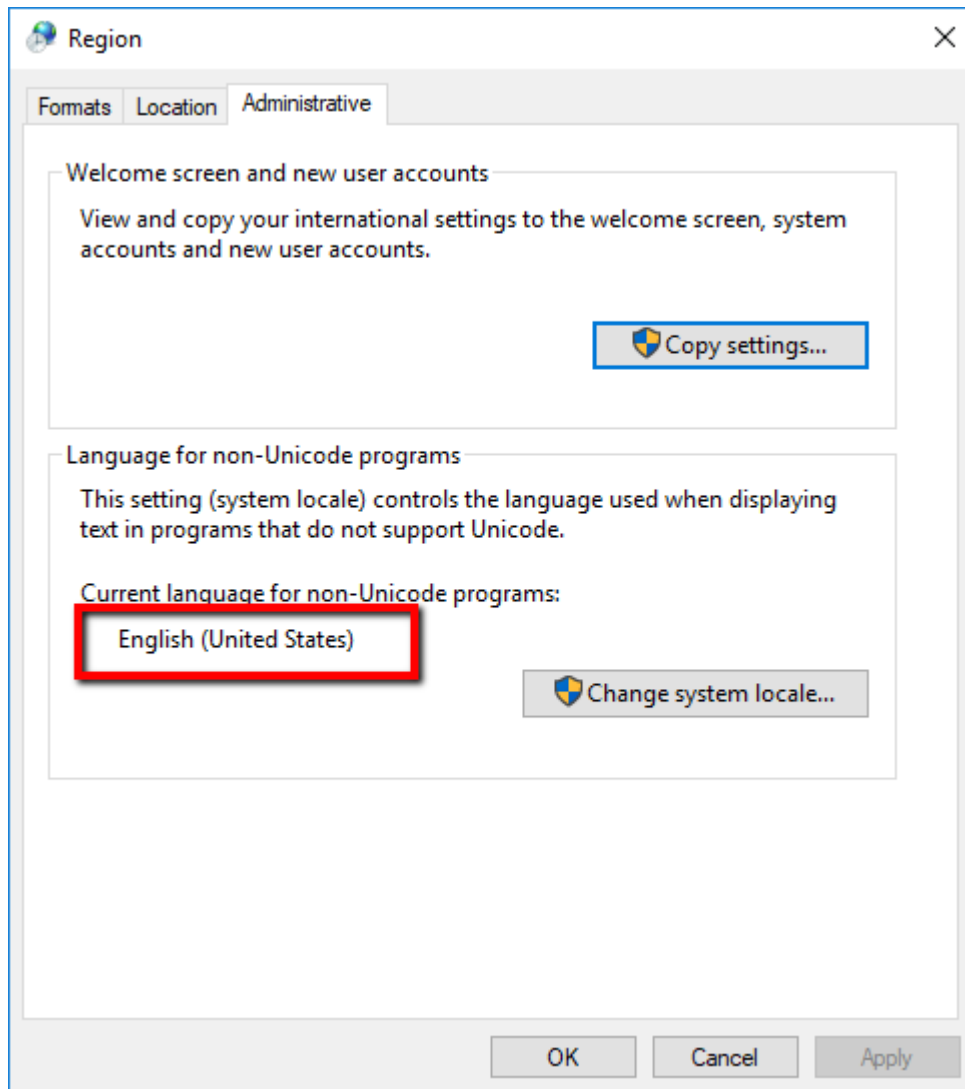 Region
Formats
Location
Administrative
Welcome screen and new user accounts
View and copy your international settings to the welcome screen, system
accounts and new user accounts.
Copy settings...
Language for non-Unicode programs
This setting (system locale) controls the language used when displaying
text in programs that do not support Unicode.
Current language for non-Unicode programs:
English (United States)
Change system locale...
OK
Cancel
Apply